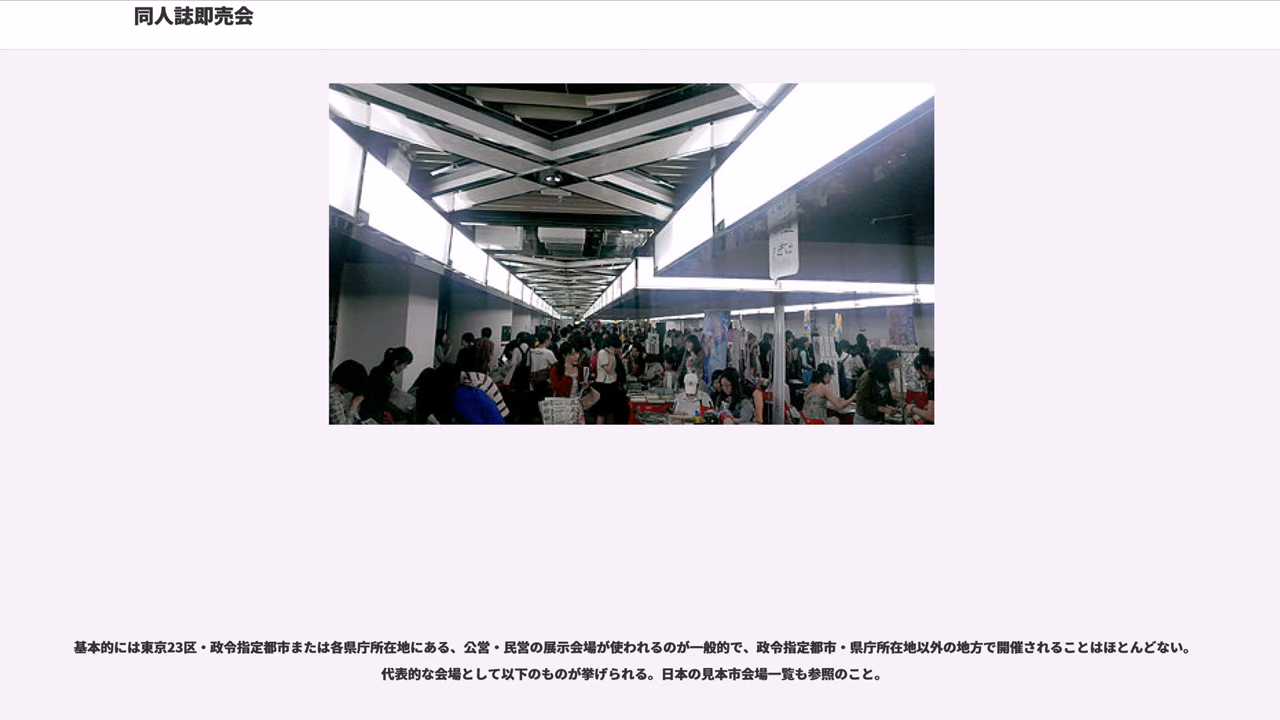 同人誌即売会
基本的には東京23区・政令指定都市または各県庁所在地にある、公営・民営の展示会場が使われるのが一般的で、政令指定都市・県庁所在地以外の地方で開催されることはほとんどない。
代表的な会場として以下のものが挙げられる。日本の見本市会場一覧も参照のこと。